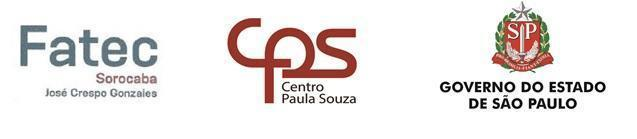 Fatec
Sorocaba
José Crespo Gonzales
CPS
Centro
Paula Souza
SP
GOVERNO DO ESTADO
DE SÃO PAULO